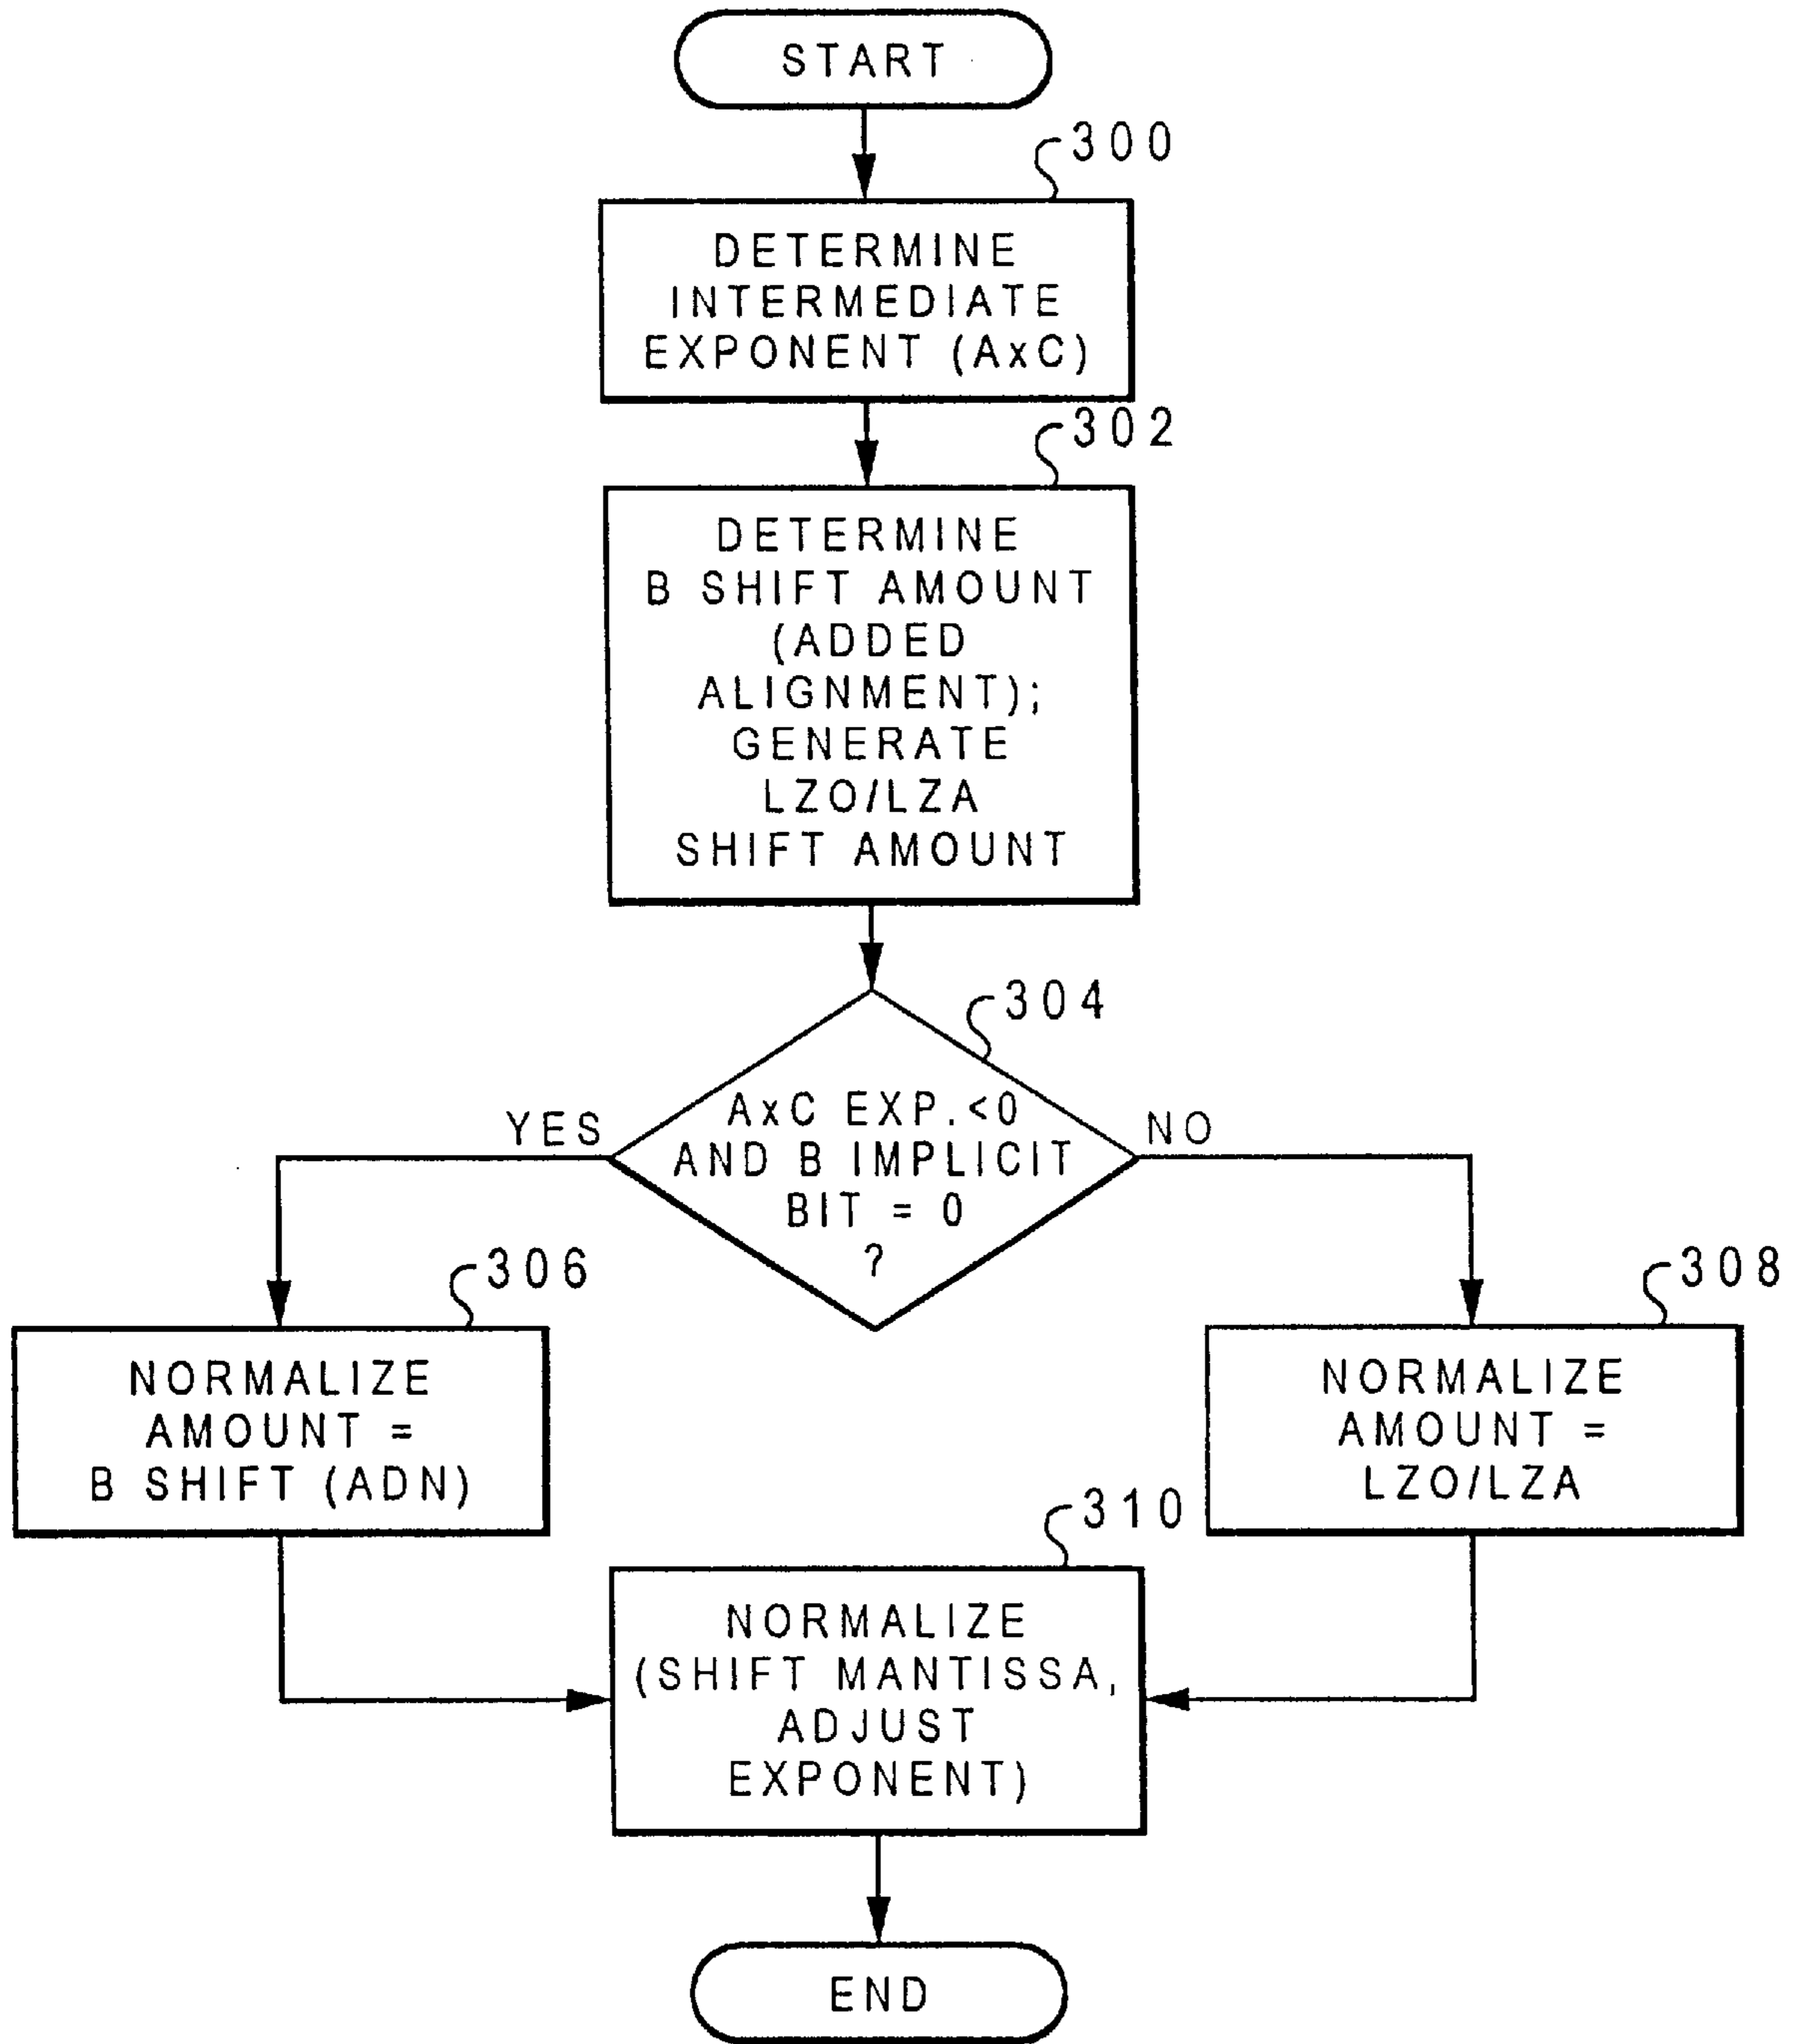 START
300
DETERMINE
INTERMEDIATE
EXPONENT (AxC)
302
DETERMINE
B SHIFT AMOUNT
(ADDED
ALIGNMENT);
GENERATE
LZO/LZA
SHIFT AMOUNT
304
AxC EXP.<0
AND B IMPLICIT
BIT = 0
?
YES
NO
306
NORMALIZE
AMOUNT =
B SHIFT (ADN)
308
NORMALIZE
AMOUNT =
LZO/LZA
310
NORMALIZE
(SHIFT MANTISSA,
ADJUST
EXPONENT)
END